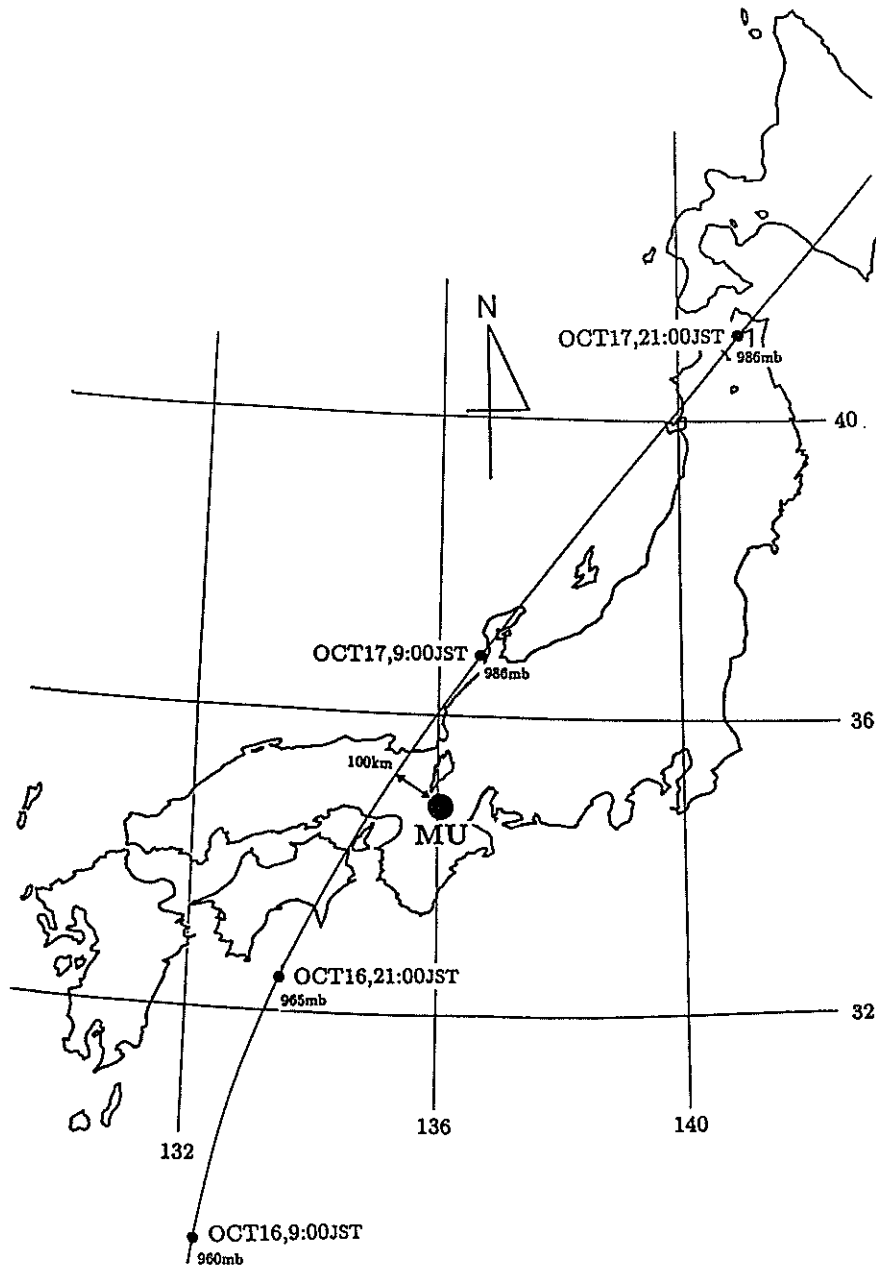 N
OCT17,21:00JST
986mb
40
OCT17,9:00JST
986mb
36
100km
MU
OCT16,21:00JST
965mb
32
136
140
132
OCT16,9:00JST
960mb